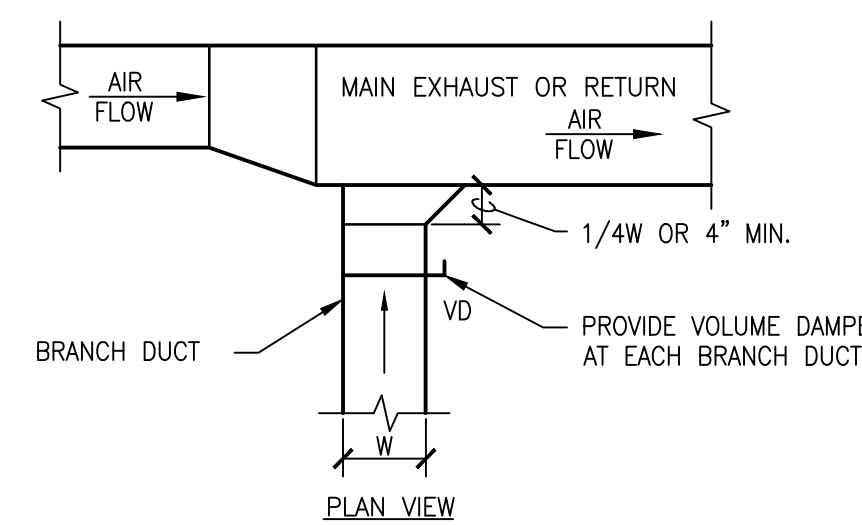 AIR
FLOW
MAIN EXHAUST OR RETURN
AIR
FLOW
1/4W OR 4" MIN.
VD
BRANCH DUCT
PROVIDE VOLUME DAMPE
AT EACH BRANCH DUCT
W
PLAN VIEW